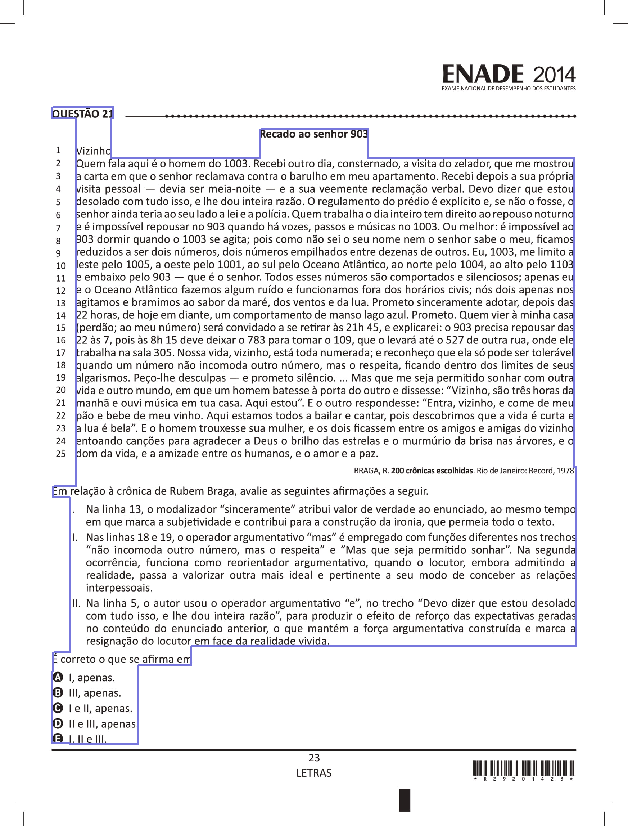 ENADE 2014
EXAME NACIONAL DE DESEMPENHO DOS ESTUDANTES
QUESTÃO 21
Recado ao senhor 903
1 Vizinho
2 Quem fala aqui é o homem do 1003. Recebi outro dia, consternado, a visita do zelador, que me mostrou
3 a carta em que o senhor reclamava contra o barulho em meu apartamento. Recebi depois a sua própria
4 visita pessoal — devia ser meia-noite — e a sua veemente reclamação verbal. Devo dizer que estou
5 desolado com tudo isso, e lhe dou inteira razão. O regulamento do prédio é explícito e, se não o fosse, o
6 senhor ainda teria ao seu lado a lei e a polícia. Quem trabalha o dia inteiro tem direito ao repouso noturno
7 e é impossível repousar no 903 quando há vozes, passos e músicas no 1003. Ou melhor: é impossível ao
8 903 dormir quando o 1003 se agita; pois como não sei o seu nome nem o senhor sabe o meu, ficamos
9 reduzidos a ser dois números, dois números empilhados entre dezenas de outros. Eu, 1003, me limito a
10 leste pelo 1005, a oeste pelo 1001, ao sul pelo Oceano Atlântico, ao norte pelo 1004, ao alto pelo 1103
11 e embaixo pelo 903 — que é o senhor. Todos esses números são comportados e silenciosos; apenas eu
12 e o Oceano Atlântico fazemos algum ruído e funcionamos fora dos horários civis; nós dois apenas nos
13 agitamos e bramimos ao sabor da maré, dos ventos e da lua. Prometo sinceramente adotar, depois das
14 22 horas, de hoje em diante, um comportamento de manso lago azul. Prometo. Quem vier à minha casa
15 (perdão; ao meu número) será convidado a se retirar às 21h 45, e explicarei: o 903 precisa repousar das
16 22 às 7, pois às 8h 15 deve deixar o 783 para tomar o 109, que o levará até o 527 de outra rua, onde ele
17 trabalha na sala 305. Nossa vida, vizinho, está toda numerada; e reconheço que ela só pode ser tolerável
18 quando um número não incomoda outro número, mas o respeita, ficando dentro dos limites de seus
19 algarismos. Peço-lhe desculpas — e prometo silêncio. ... Mas que me seja permitido sonhar com outra
20 vida e outro mundo, em que um homem batesse à porta do outro e dissesse: “Vizinho, são três horas da
21 manhã e ouvi música em tua casa. Aqui estou”. E o outro respondesse: “Entra, vizinho, e come de meu
22 pão e bebe de meu vinho. Aqui estamos todos a bailar e cantar, pois descobrimos que a vida é curta e
23 a lua é bela”. E o homem trouxesse sua mulher, e os dois ficassem entre os amigos e amigas do vizinho
24 entoando canções para agradecer a Deus o brilho das estrelas e o murmúrio da brisa nas árvores, e o
25 dom da vida, e a amizade entre os humanos, e o amor e a paz.
BRAGA, R. 200 crônicas escolhidas. Rio de Janeiro: Record, 1978
Em relação à crônica de Rubem Braga, avalie as seguintes afirmações a seguir.
I. Na linha 13, o modalizador “sinceramente” atribui valor de verdade ao enunciado, ao mesmo tempo
em que marca a subjetividade e contribui para a construção da ironia, que permeia todo o texto.
II. Nas linhas 18 e 19, o operador argumentativo “mas” é empregado com funções diferentes nos trechos
“não incomoda outro número, mas o respeita” e “Mas que seja permitido sonhar”. Na segunda
ocorrência, funciona como reorientador argumentativo, quando o locutor, embora admitindo a
realidade, passa a valorizar outra mais ideal e pertinente a seu modo de conceber as relações
interpessoais.
III. Na linha 5, o autor usou o operador argumentativo “e”, no trecho “Devo dizer que estou desolado
com tudo isso, e lhe dou inteira razão”, para produzir o efeito de reforço das expectativas geradas
no conteúdo do enunciado anterior, o que mantém a força argumentativa construída e marca a
resignação do locutor em face da realidade vivida.
É correto o que se afirma em
A I, apenas.
B III, apenas.
C I e II, apenas.
D II e III, apenas
E I, II e III.
23
LETRAS
*R2920142​3*